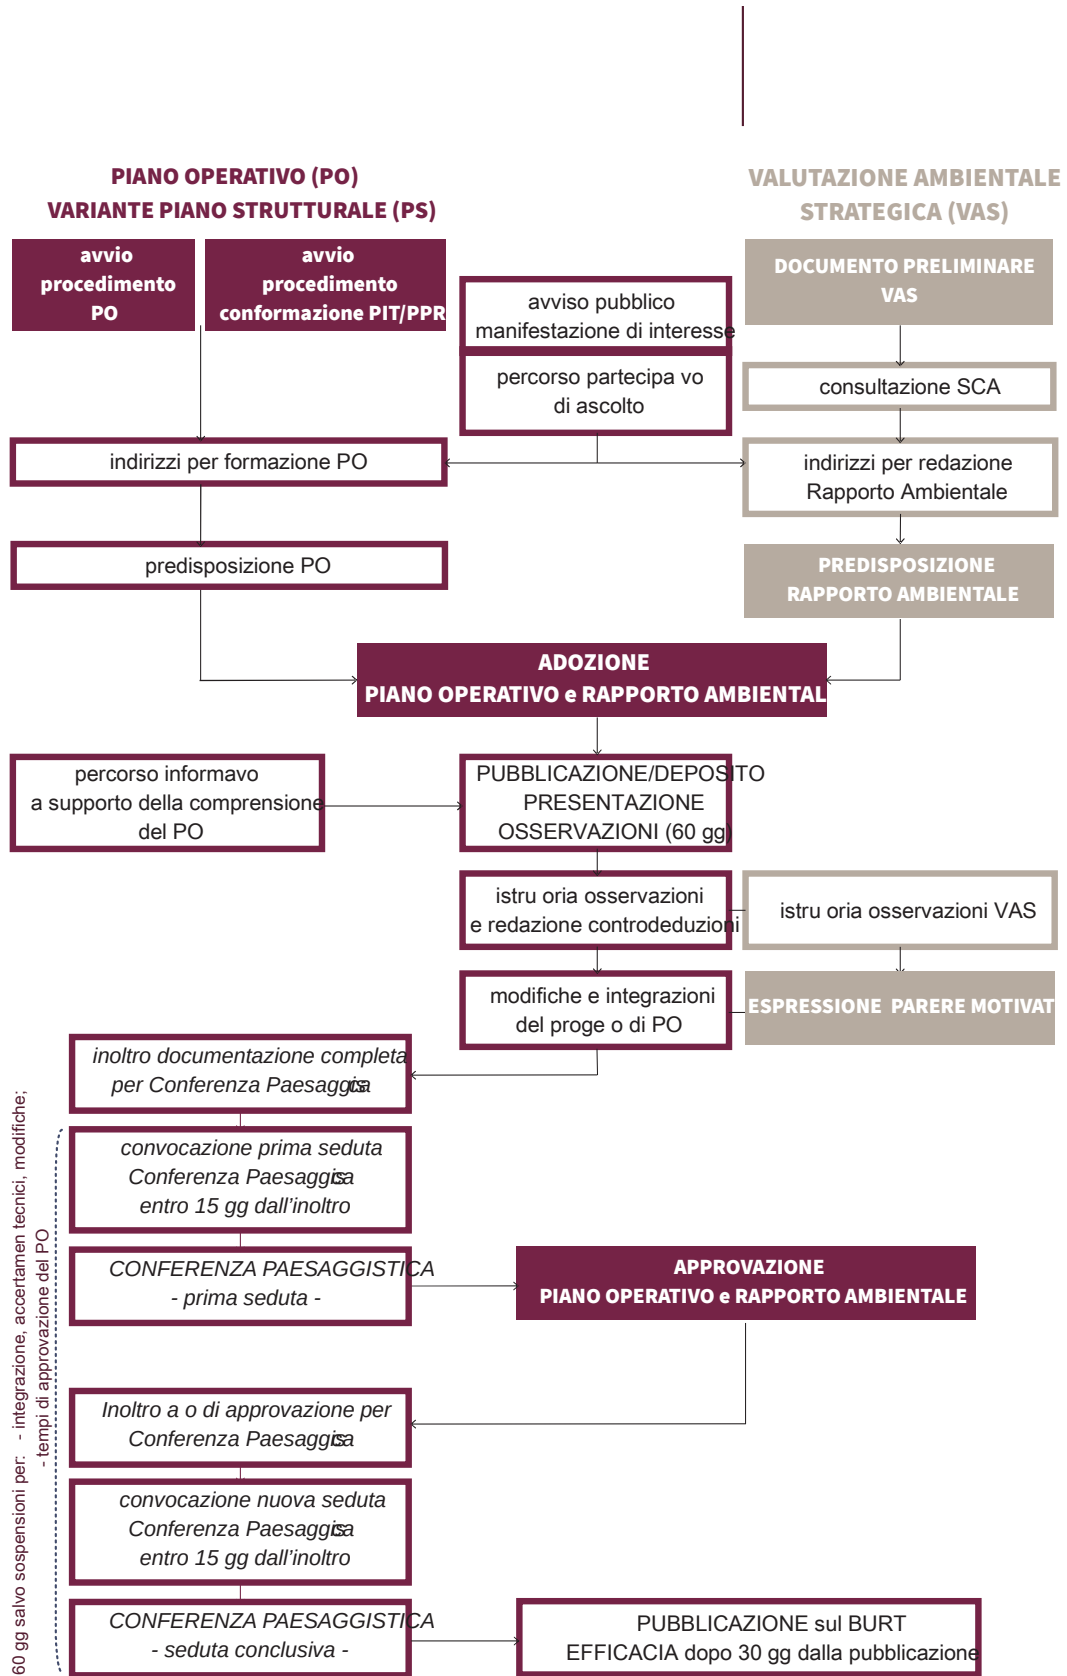 PIANO OPERATIVO (PO)
VARIANTE PIANO STRUTTURALE (PS)
VALUTAZIONE AMBIENTALE
STRATEGICA (VAS)
avvio
procedimento
PO
avvio
procedimento
conformazione PIT/PPR
avviso pubblico
manifestazione di interesse
percorso partecipa vo
di ascolto
DOCUMENTO PRELIMINARE
VAS
consultazione SCA
indirizzi per formazione PO
indirizzi per redazione
Rapporto Ambientale
predisposizione PO
PREDISPOSIZIONE
RAPPORTO AMBIENTALE
ADOZIONE
PIANO OPERATIVO e RAPPORTO AMBIENTAL
percorso informavo
a supporto della comprensione
del PO
PUBBLICAZIONE/DEPOSITO
PRESENTAZIONE
OSSERVAZIONI (60 gg)
istru oria osservazioni
e redazione controdeduzioni
istru oria osservazioni VAS
modifiche e integrazioni
del proge o di PO
ESPRESSIONE PARERE MOTIVAT
inoltro documentazione completa
per Conferenza Paesaggisca
convocazione prima seduta
Conferenza Paesaggisca
entro 15 gg dall'inoltro
CONFERENZA PAESAGGISTICA
- prima seduta -
APPROVAZIONE
PIANO OPERATIVO e RAPPORTO AMBIENTALE
Inoltro a o di approvazione per
Conferenza Paesaggisca
convocazione nuova seduta
Conferenza Paesaggisca
entro 15 gg dall'inoltro
CONFERENZA PAESAGGISTICA
- seduta conclusiva -
PUBBLICAZIONE sul BURT
EFFICACIA dopo 30 gg dalla pubblicazione
60 gg salvo sospensioni per: - integrazione, accertamen tecnici, modifiche;
- tempi di approvazione del PO